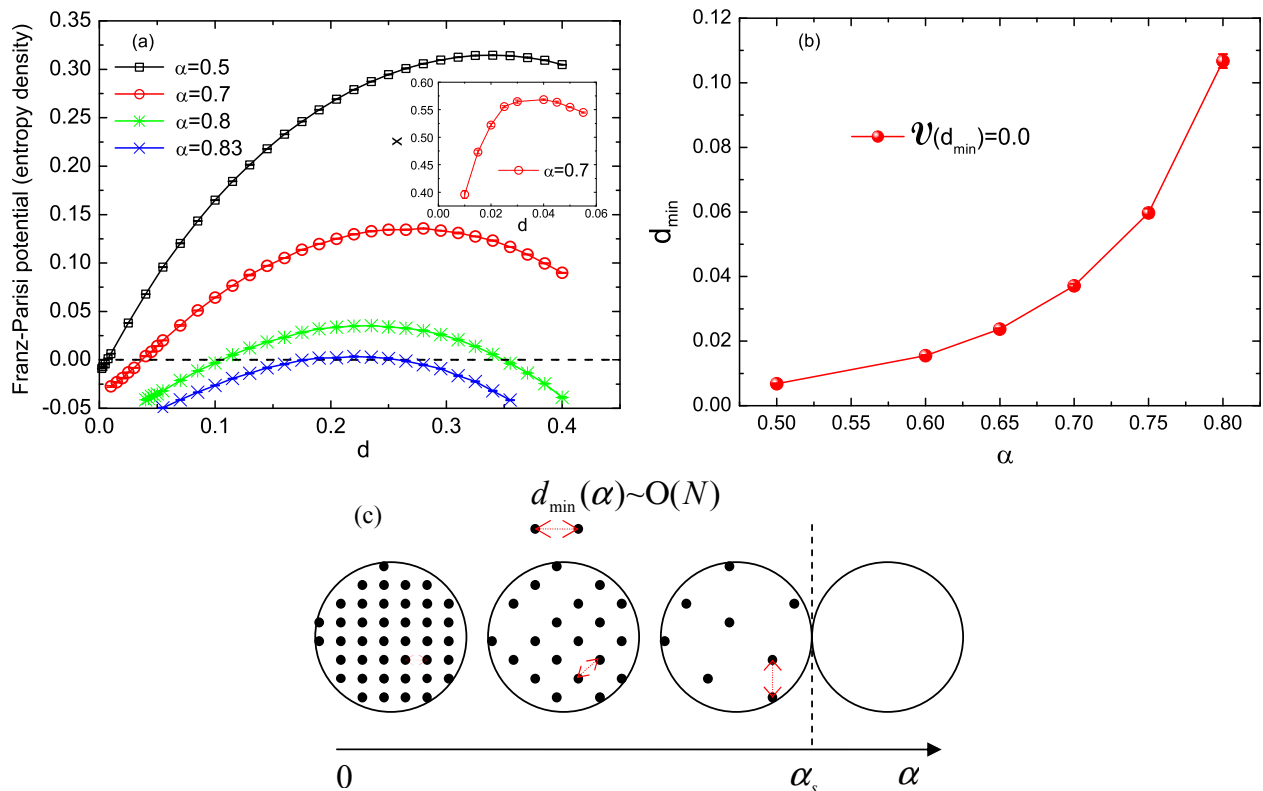 (a)
Franz-Parisi potential (entropy density)
0.35
0.30
0.25
0.20
0.15
0.10
0.05
0.00
-0.05
α=0.5
α=0.7
α=0.8
α=0.83
0.0 0.1 0.2 0.3 0.4
d
0.60
0.55
0.50
0.45
0.40
x
α=0.7
0.00 0.02 0.04 0.06
d
(b)
0.12
0.10
0.08
0.06
0.04
0.02
0.00
d_min
𝒱(d_min)=0.0
0.50 0.55 0.60 0.65 0.70 0.75 0.80
α
d_min(α)~O(N)
(c)
0 α_s α